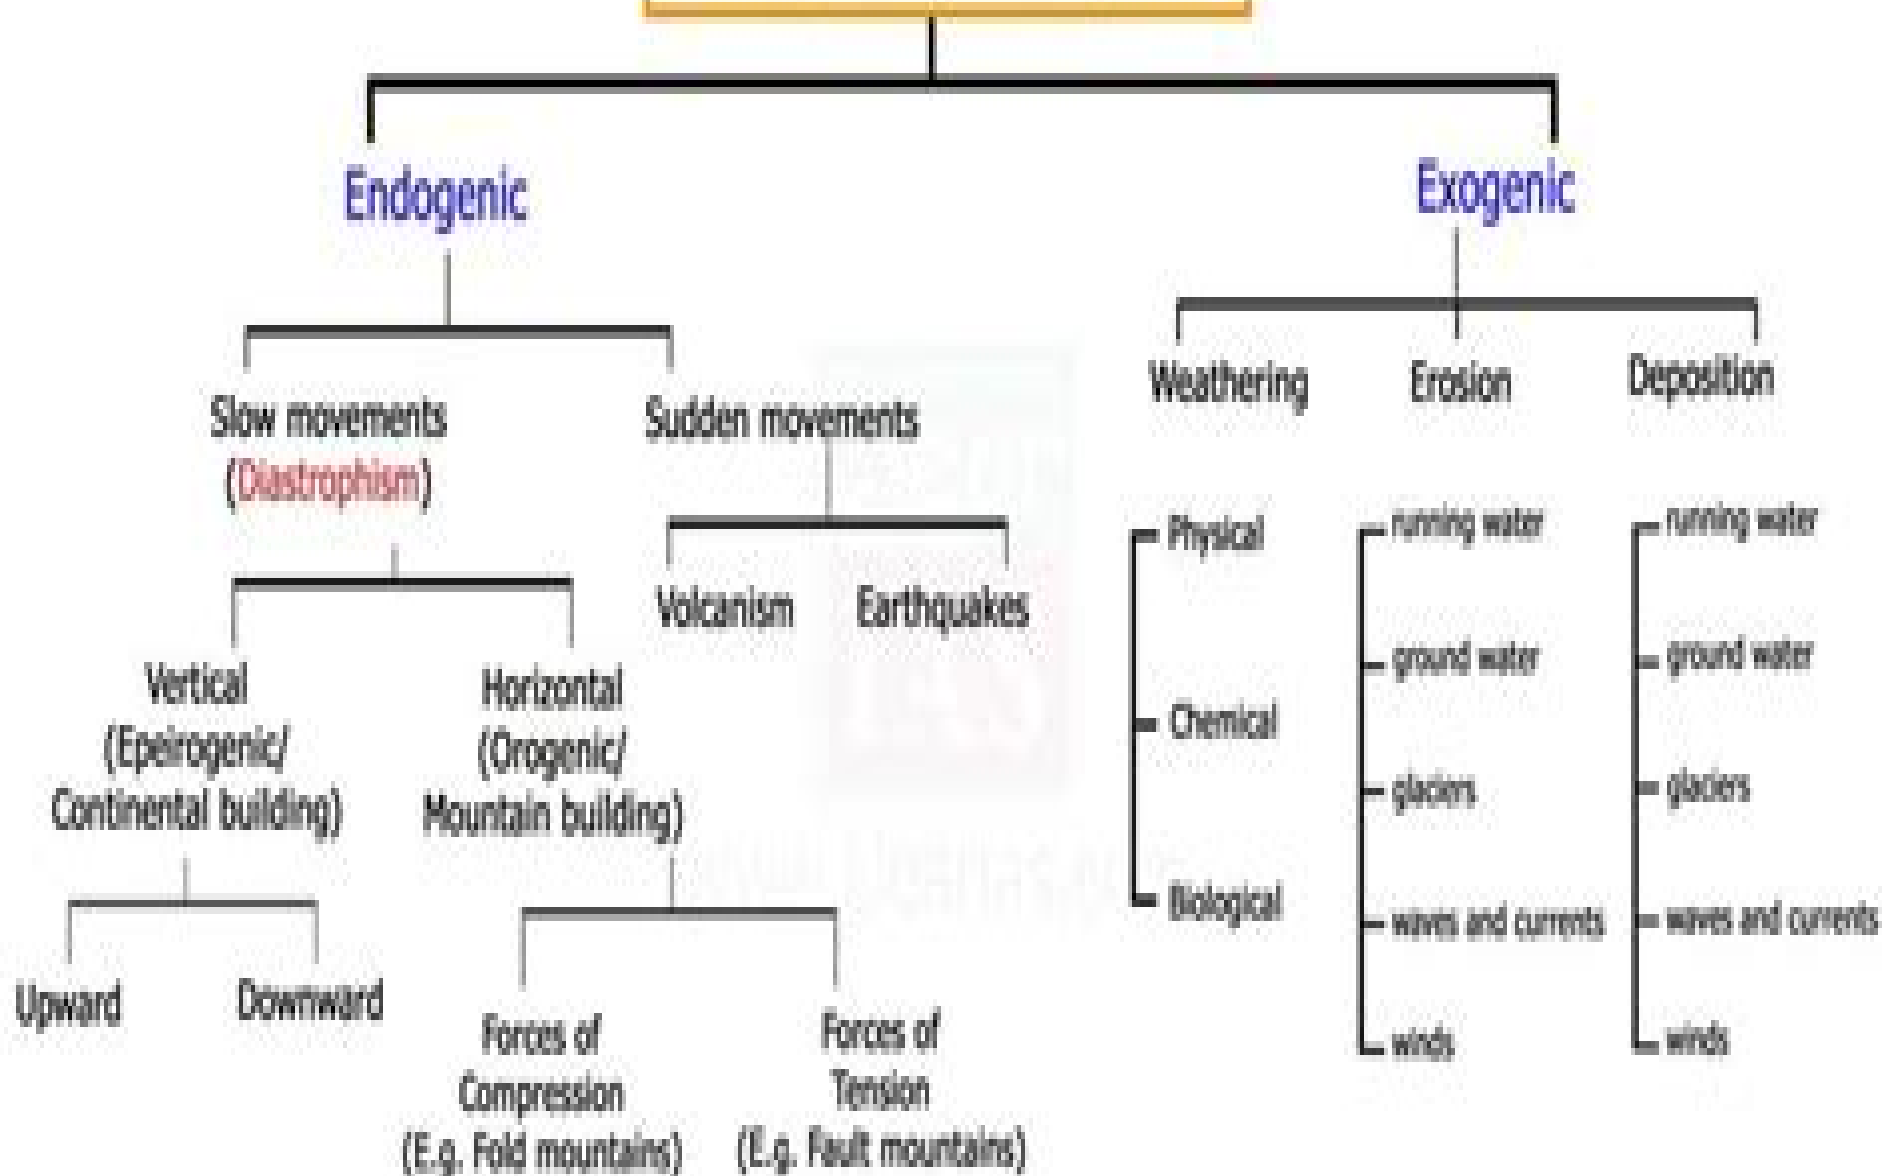 Endogenic
Exogenic
Slow movements
(Diastrophism)
Sudden movements
Weathering
Erosion
Deposition
Volcanism
Earthquakes
Vertical
(Epeirogenic/
Continental building)
Horizontal
(Orogenic/
Mountain building)
Upward
Downward
Forces of
Compression
(E.g. Fold mountains)
Forces of
Tension
(E.g. Fault mountains)
Physical
Chemical
Biological
running water
ground water
glaciers
waves and currents
winds
running water
ground water
glaciers
waves and currents
winds